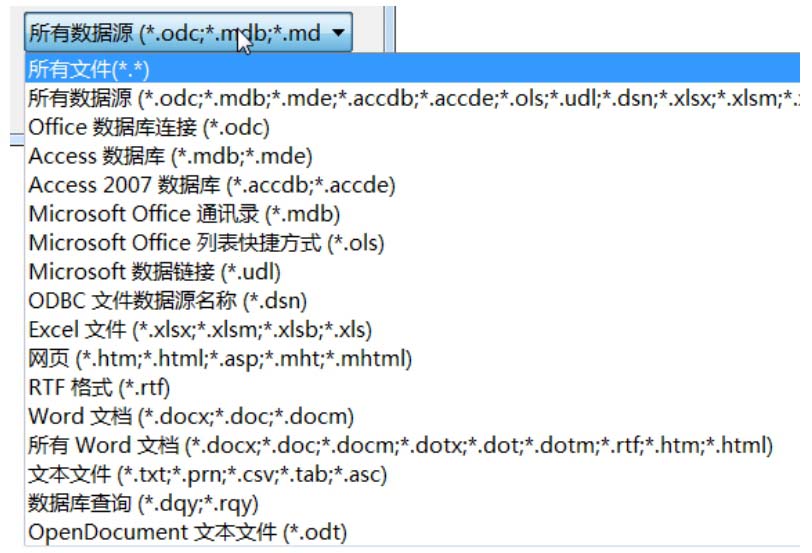 所有数据源 (*.odc;*.mdb;*.md
所有文件(*.*)
所有数据源 (*.odc;*.mdb;*.mde;*.accdb;*.accde;*.ols;*.udl;*.dsn;*.xlsx;*.xlsm;*.
Office 数据库连接 (*.odc)
Access 数据库 (*.mdb;*.mde)
Access 2007 数据库 (*.accdb;*.accde)
Microsoft Office 通讯录 (*.mdb)
Microsoft Office 列表快捷方式 (*.ols)
Microsoft 数据链接 (*.udl)
ODBC 文件数据源名称 (*.dsn)
Excel 文件 (*.xlsx;*.xlsm;*.xlsb;*.xls)
网页 (*.htm;*.html;*.asp;*.mht;*.mhtml)
RTF 格式 (*.rtf)
Word 文档 (*.docx;*.doc;*.docm)
所有 Word 文档 (*.docx;*.doc;*.docm;*.dotx;*.dot;*.dotm;*.rtf;*.htm;*.html)
文本文件 (*.txt;*.prn;*.csv;*.tab;*.asc)
数据库查询 (*.dqy;*.rqy)
OpenDocument 文本文件 (*.odt)